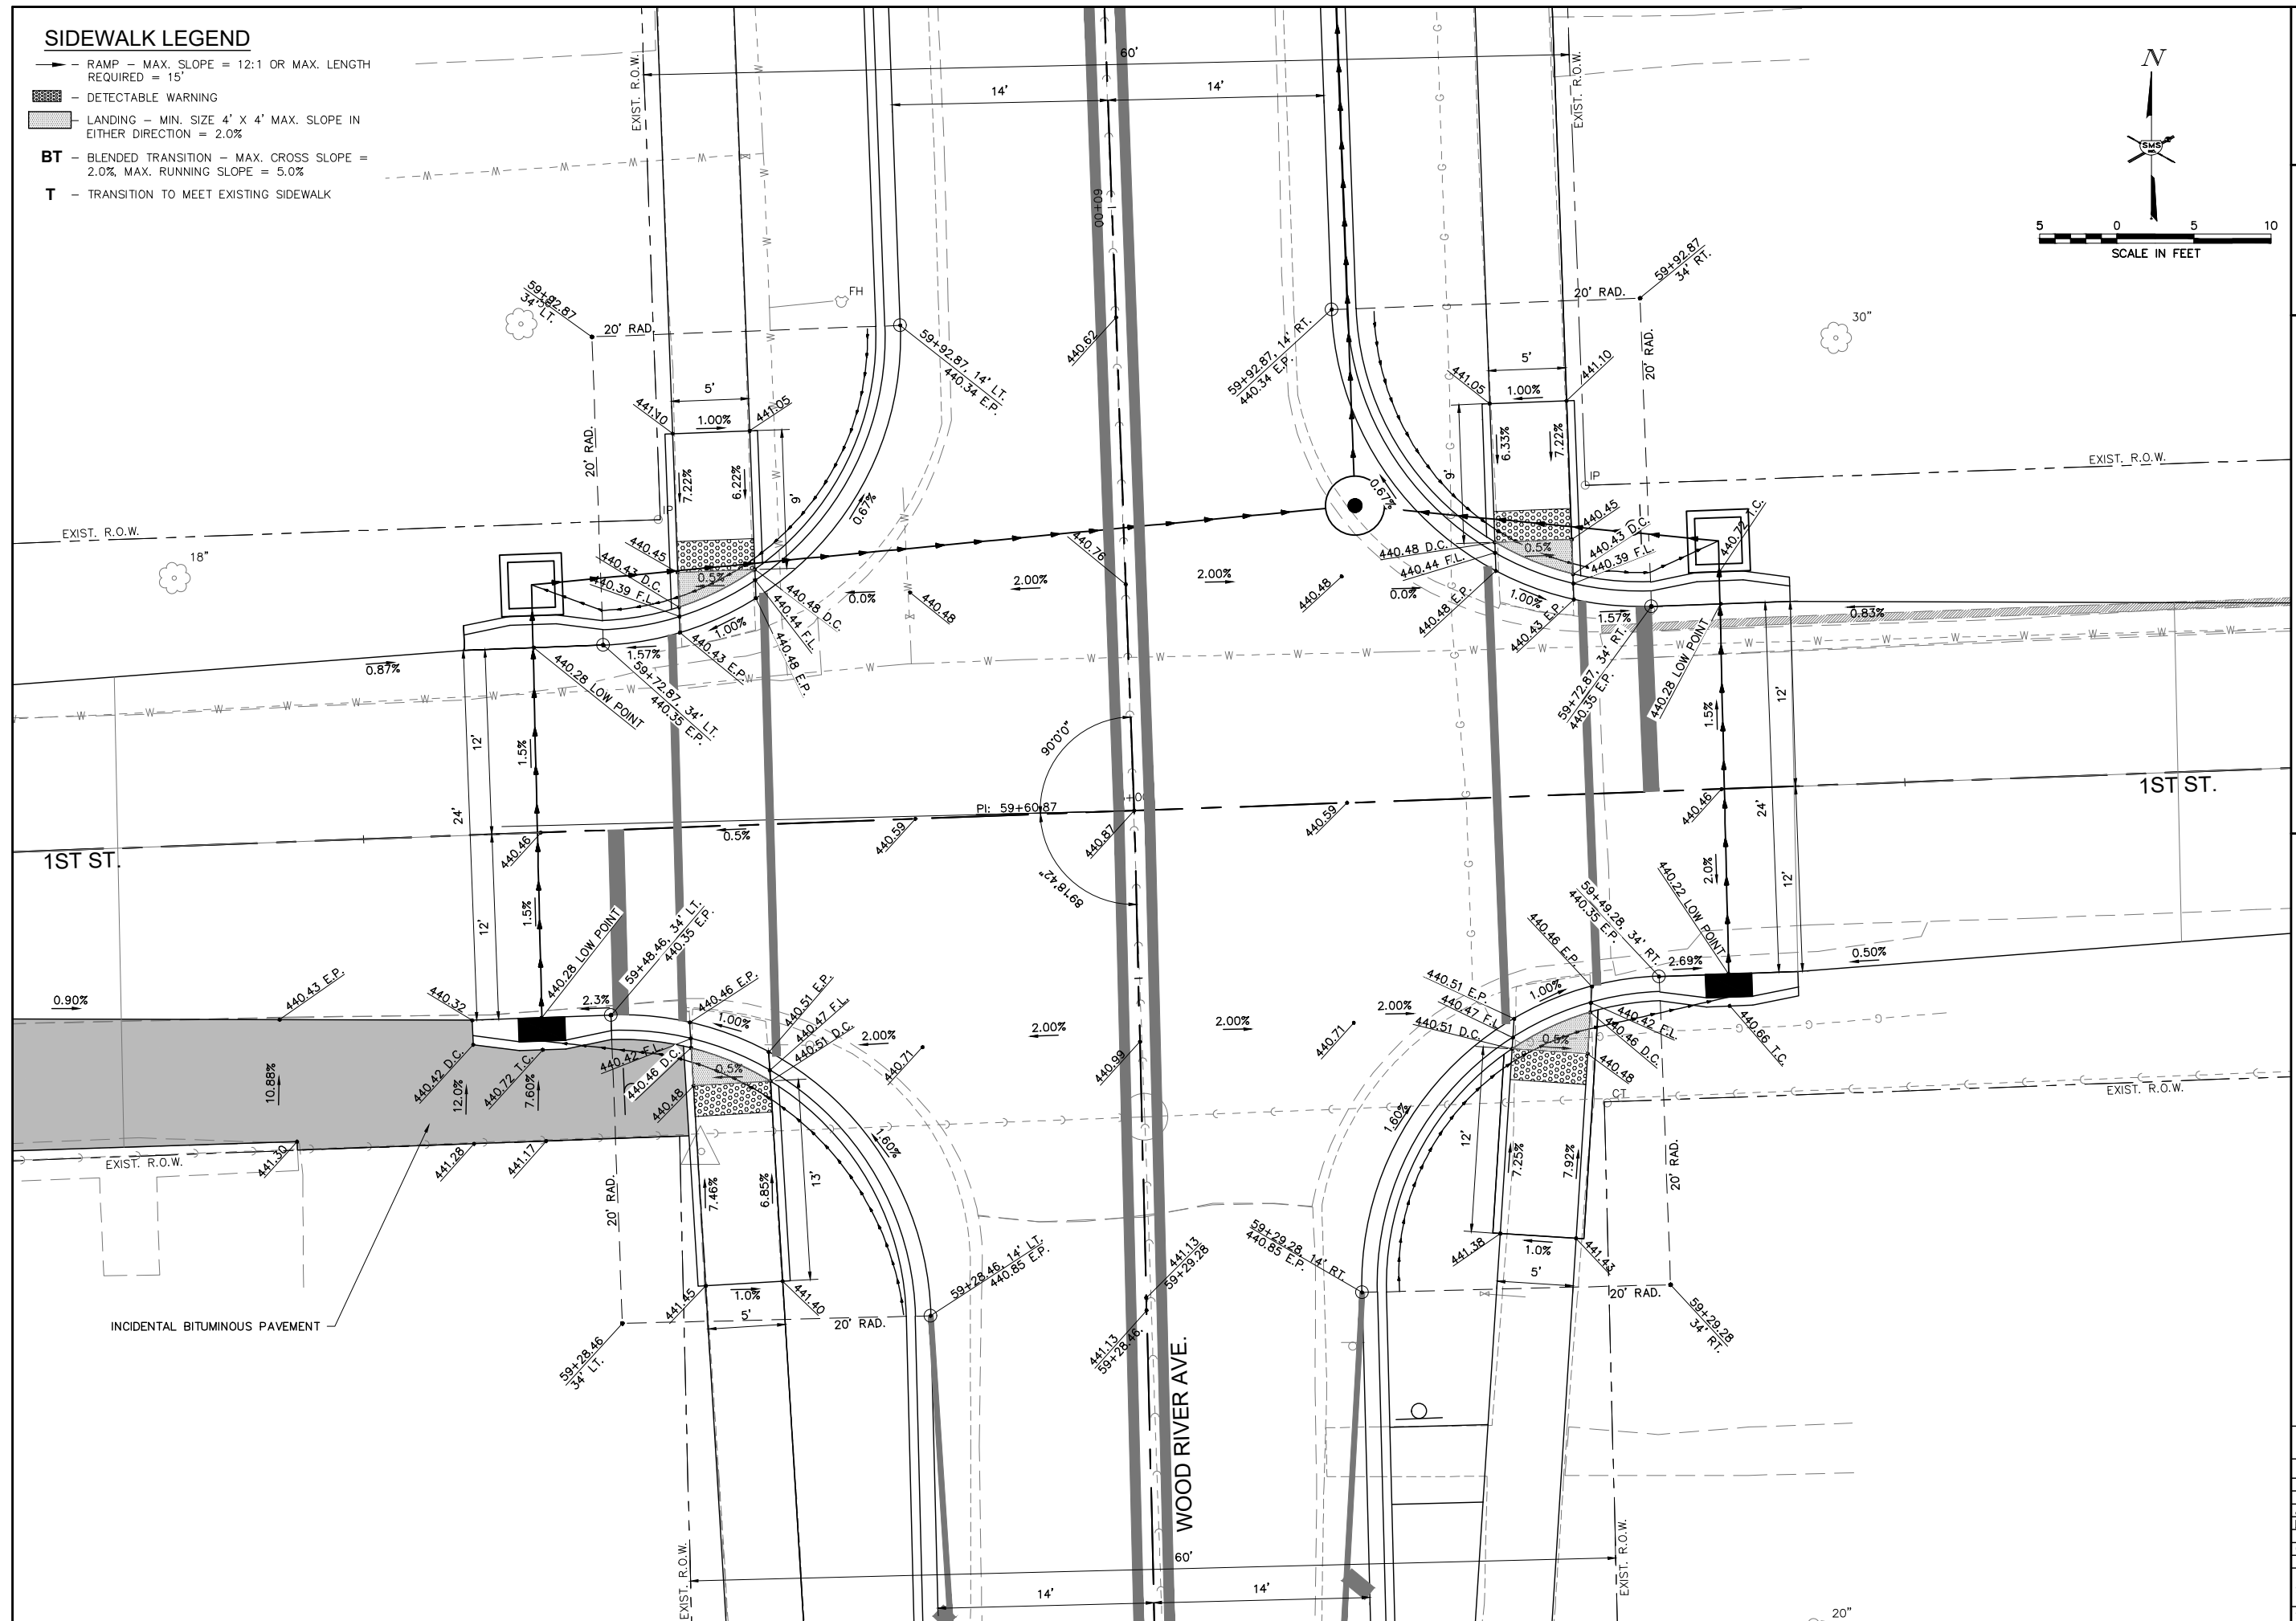 SIDEWALK LEGEND
– RAMP – MAX. SLOPE = 12:1 OR MAX. LENGTH
REQUIRED = 15'
– DETECTABLE WARNING
– LANDING – MIN. SIZE 4' X 4' MAX. SLOPE IN
EITHER DIRECTION = 2.0%
BT – BLENDED TRANSITION – MAX. CROSS SLOPE =
2.0%, MAX. RUNNING SLOPE = 5.0%
T – TRANSITION TO MEET EXISTING SIDEWALK
N
SMS
5 0 5 10
SCALE IN FEET
60'
14' 14'
EXIST. R.O.W.
EXIST. R.O.W.
60+00
59+92.87
34' LT.
20' RAD.
20' RAD.
FH
59+92.87, 14' LT.
440.34 E.P.
440.62
59+92.87, 14' RT.
440.34 E.P.
20' RAD.
59+92.87
34' RT.
20' RAD.
30"
5'
441.10
1.00%
441.05
7.22%
6.22%
9'
0.67%
IP
441.05
5'
1.00%
441.10
6.33%
7.22%
9'
0.67%
IP
EXIST. R.O.W.
EXIST. R.O.W.
18"
440.45
440.43 D.C.
440.39 F.L.
0.5%
440.48 D.C.
440.44 F.L.
440.48 E.P.
1.00%
440.43 E.P.
1.57%
59+72.87, 34' LT.
440.35 E.P.
440.28 LOW POINT
0.87%
0.0%
440.48
2.00%
440.76
2.00%
440.48
0.0%
440.48 D.C.
440.44 F.L.
440.48 E.P.
0.5%
440.45
440.43 D.C.
440.39 F.L.
1.00%
440.43 E.P.
1.57%
59+72.87, 34' RT.
440.35 E.P.
440.28 LOW POINT
440.72 T.C.
0.83%
12'
24'
1.5%
12'
1.5%
90°0'0"
PI: 59+60.87
89°18'42"
0.5%
440.46
440.59
440.87
440.59
440.46
1ST ST.
1ST ST.
1.5%
12'
24'
2.0%
12'
440.28 LOW POINT
59+48.46, 34' LT.
440.35 E.P.
2.3%
440.46 E.P.
1.00%
440.51 E.P.
440.47 F.L.
440.51 D.C.
440.42 F.L.
440.46 D.C.
0.5%
440.48
0.90%
440.43 E.P.
440.32
440.42 D.C.
440.72 T.C.
10.88%
12.0%
7.60%
441.30
441.28
441.17
EXIST. R.O.W.
INCIDENTAL BITUMINOUS PAVEMENT
2.00%
440.71
2.00%
440.99
2.00%
440.71
2.00%
440.46 E.P.
440.51 E.P.
440.47 F.L.
440.51 D.C.
1.00%
59+49.28, 34' RT.
440.35 E.P.
440.22 LOW POINT
2.69%
0.50%
440.42 F.L.
440.46 D.C.
0.5%
440.48
440.66 T.C.
CT
EXIST. R.O.W.
7.46%
6.85%
13'
1.60%
20' RAD.
441.45
1.0%
5'
441.40
20' RAD.
59+28.46
34' LT.
59+28.46, 14' LT.
440.85 E.P.
441.13
59+29.28
441.13
59+28.46
1.60%
12'
7.25%
7.92%
59+29.28, 14' RT.
440.85 E.P.
441.38
1.0%
441.43
5'
20' RAD.
20' RAD.
59+29.28
34' RT.
WOOD RIVER AVE.
EXIST. R.O.W.
EXIST. R.O.W.
60'
14' 14'
20"